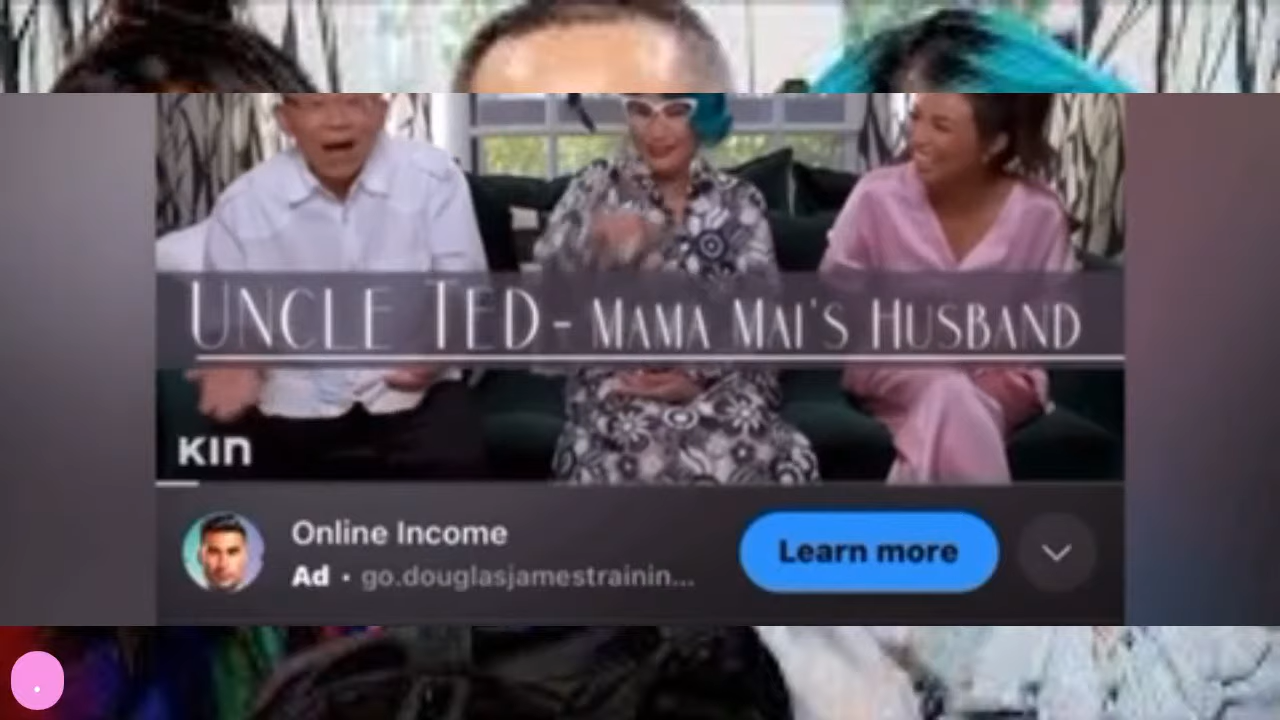 UNCLE TED - MAMA MAI'S HUSBAND
KIN
Online Income
Ad · go.douglasjamestrainin...
Learn more